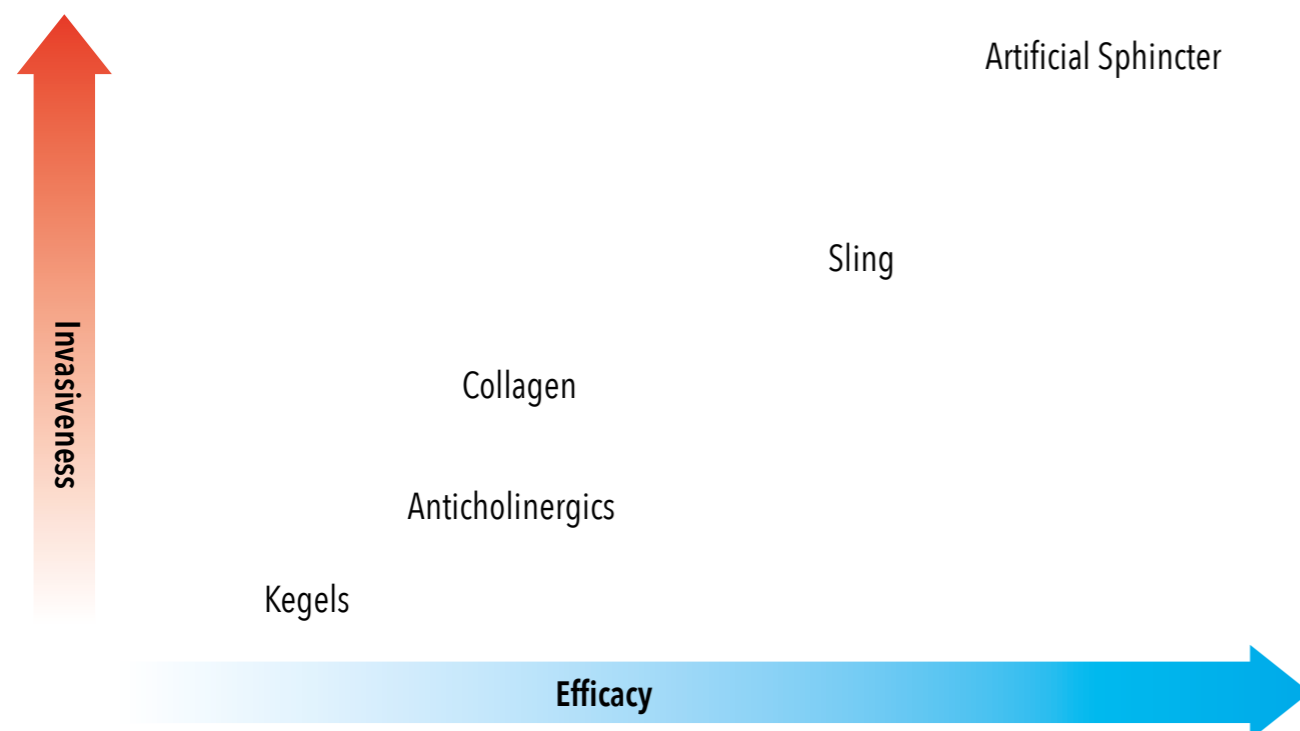 Artificial Sphincter
Sling
Invasiveness
Collagen
Anticholinergics
Kegels
Efficacy